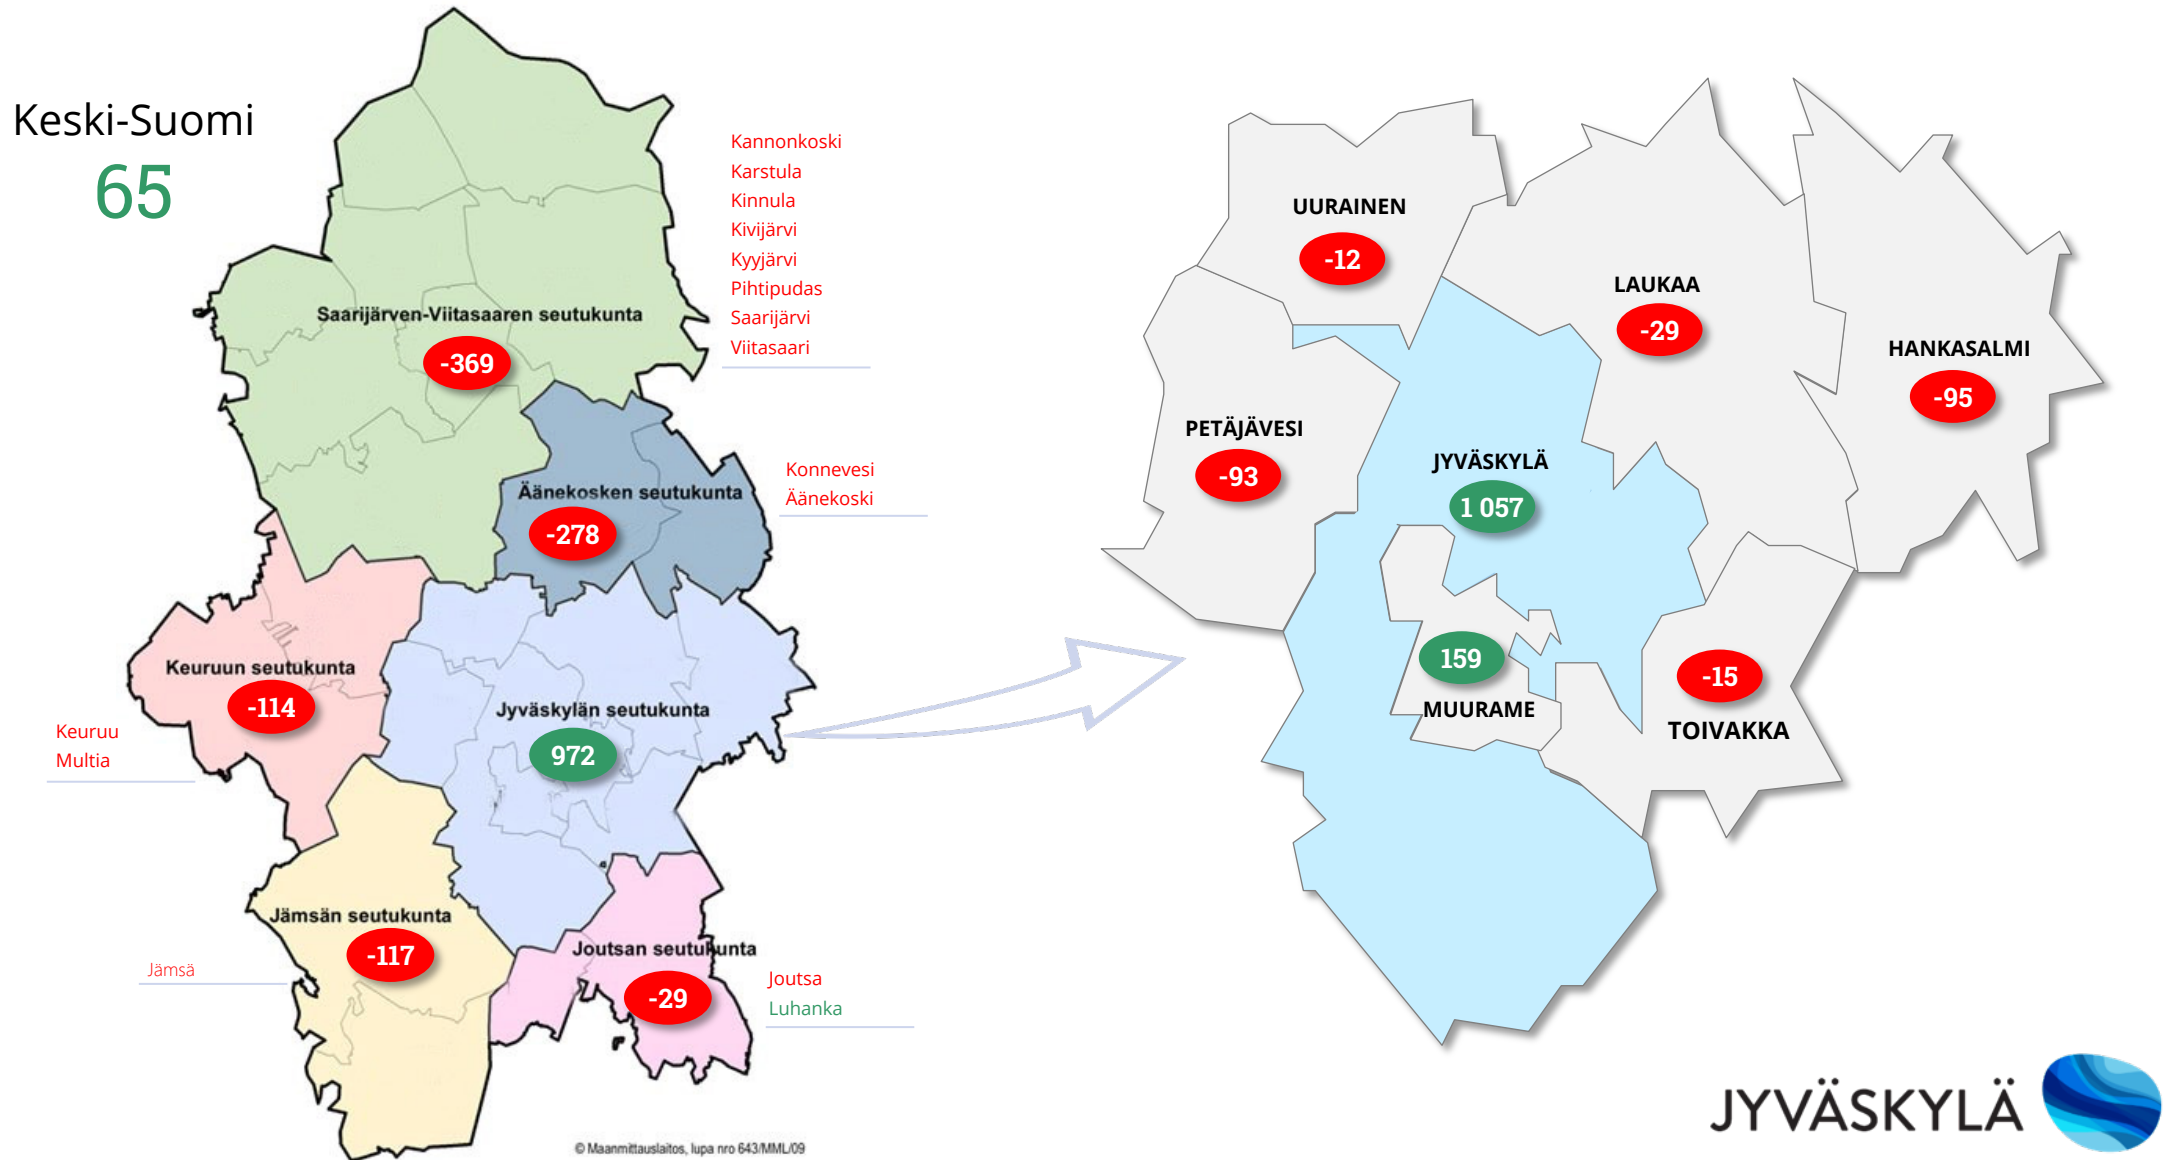 Keski-Suomi
65
Kannonkoski
Karstula
Kinnula
Kivijärvi
Kyyjärvi
Pihtipudas
Saarijärvi
Viitasaari
Saarijärven-Viitasaaren seutukunta
-369
Konnevesi
Äänekoski
Äänekosken seutukunta
-278
Keuruun seutukunta
-114
Keuruu
Multia
Jyväskylän seutukunta
972
Jämsän seutukunta
-117
Jämsä
Joutsan seutukunta
-29
Joutsa
Luhanka
© Maanmittauslaitos, lupa nro 643/MML/09
UURAINEN
-12
LAUKAA
-29
HANKASALMI
-95
PETÄJÄVESI
-93
JYVÄSKYLÄ
1 057
159
MUURAME
-15
TOIVAKKA
JYVÄSKYLÄ